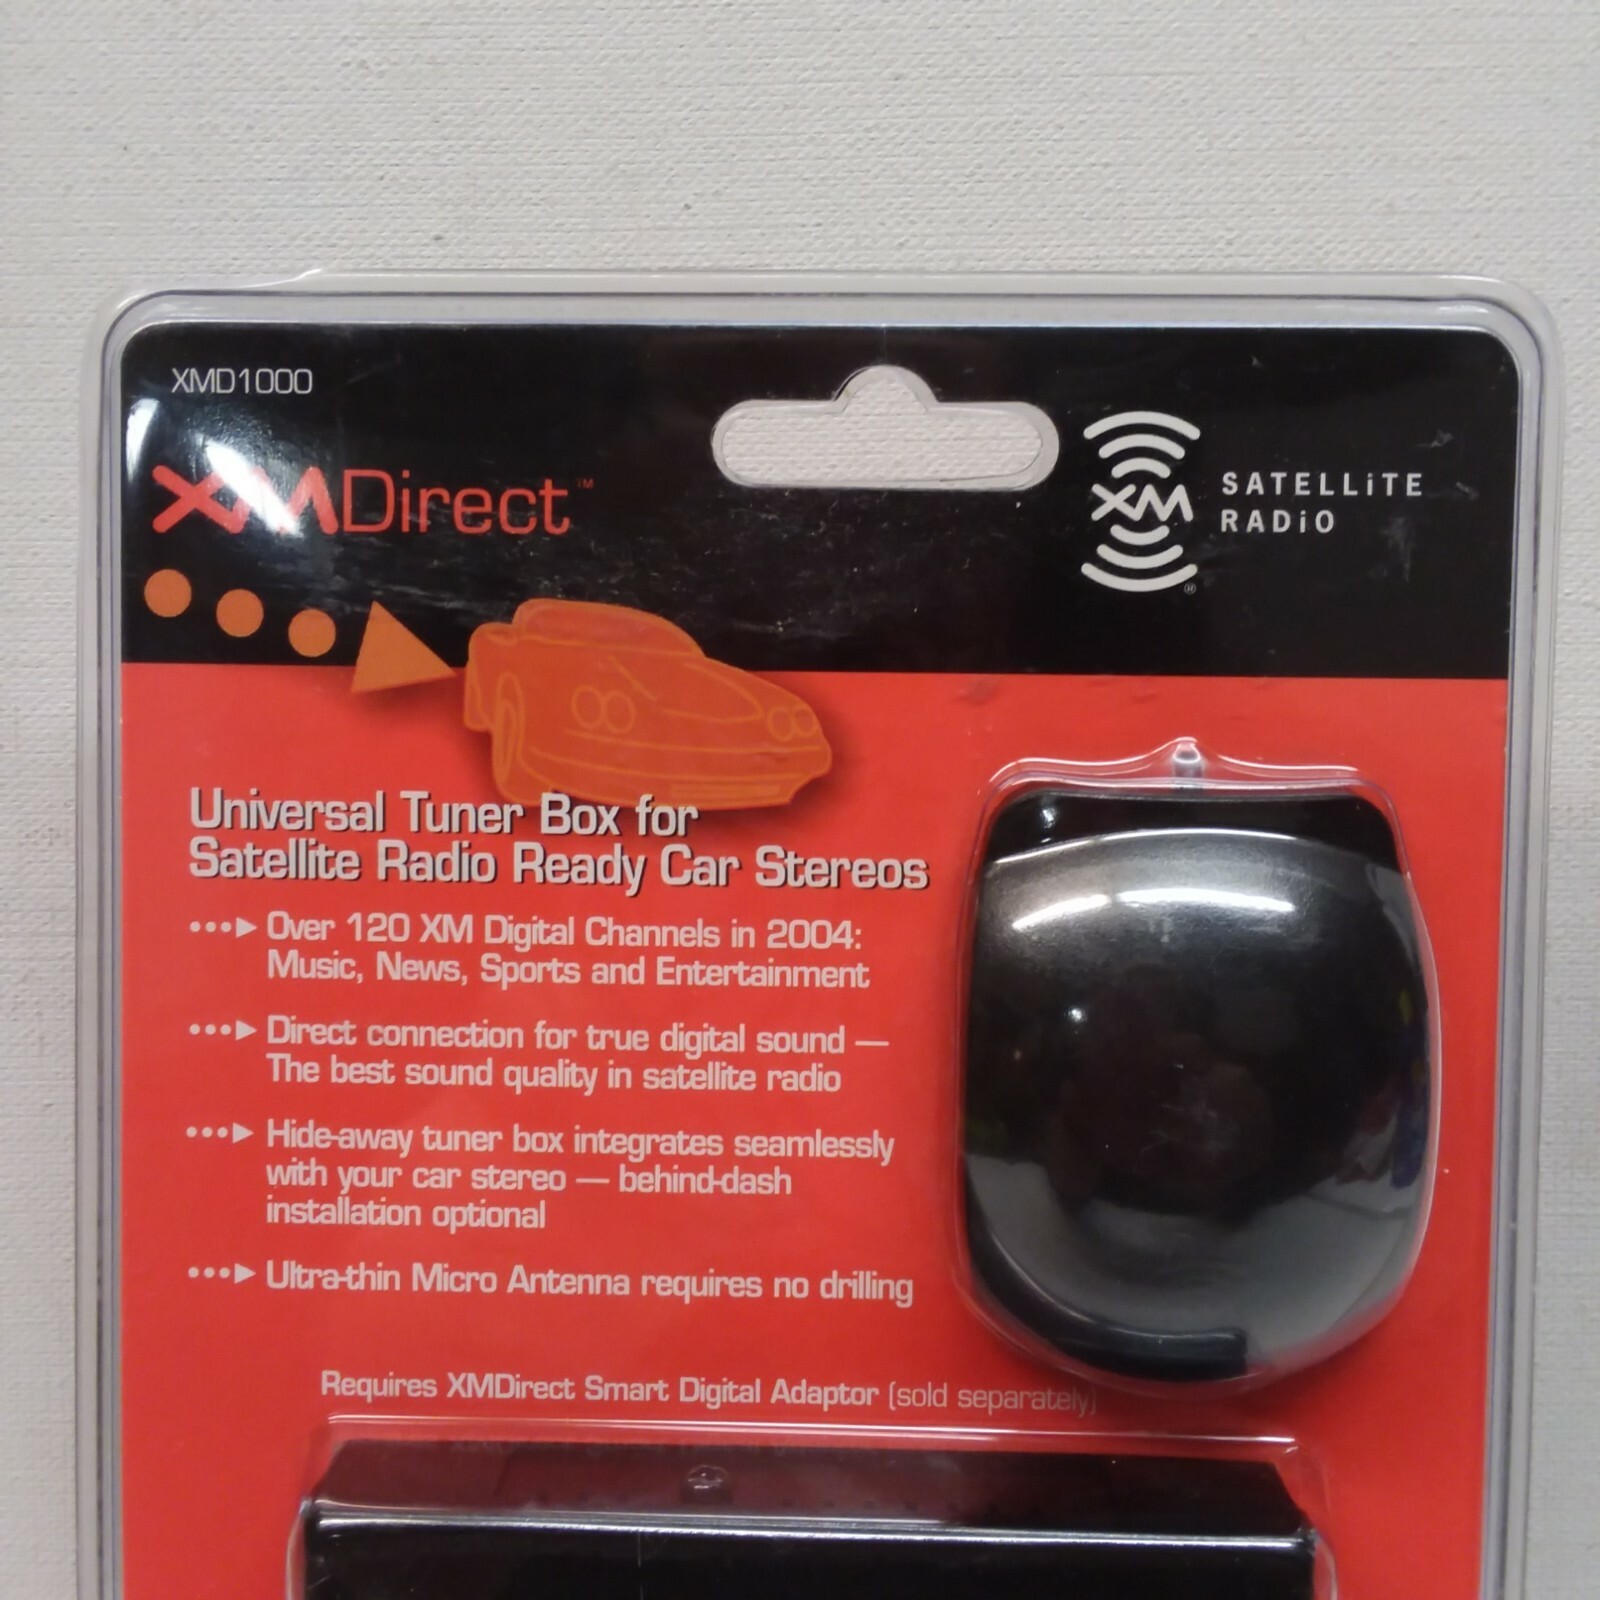 XMD1000
XMDirect™
XM
SATELLiTE
RADiO
®
Universal Tuner Box for
Satellite Radio Ready Car Stereos
Over 120 XM Digital Channels in 2004:
Music, News, Sports and Entertainment
Direct connection for true digital sound —
The best sound quality in satellite radio
Hide-away tuner box integrates seamlessly
with your car stereo — behind-dash
installation optional
Ultra-thin Micro Antenna requires no drilling
Requires XMDirect Smart Digital Adaptor (sold separately)